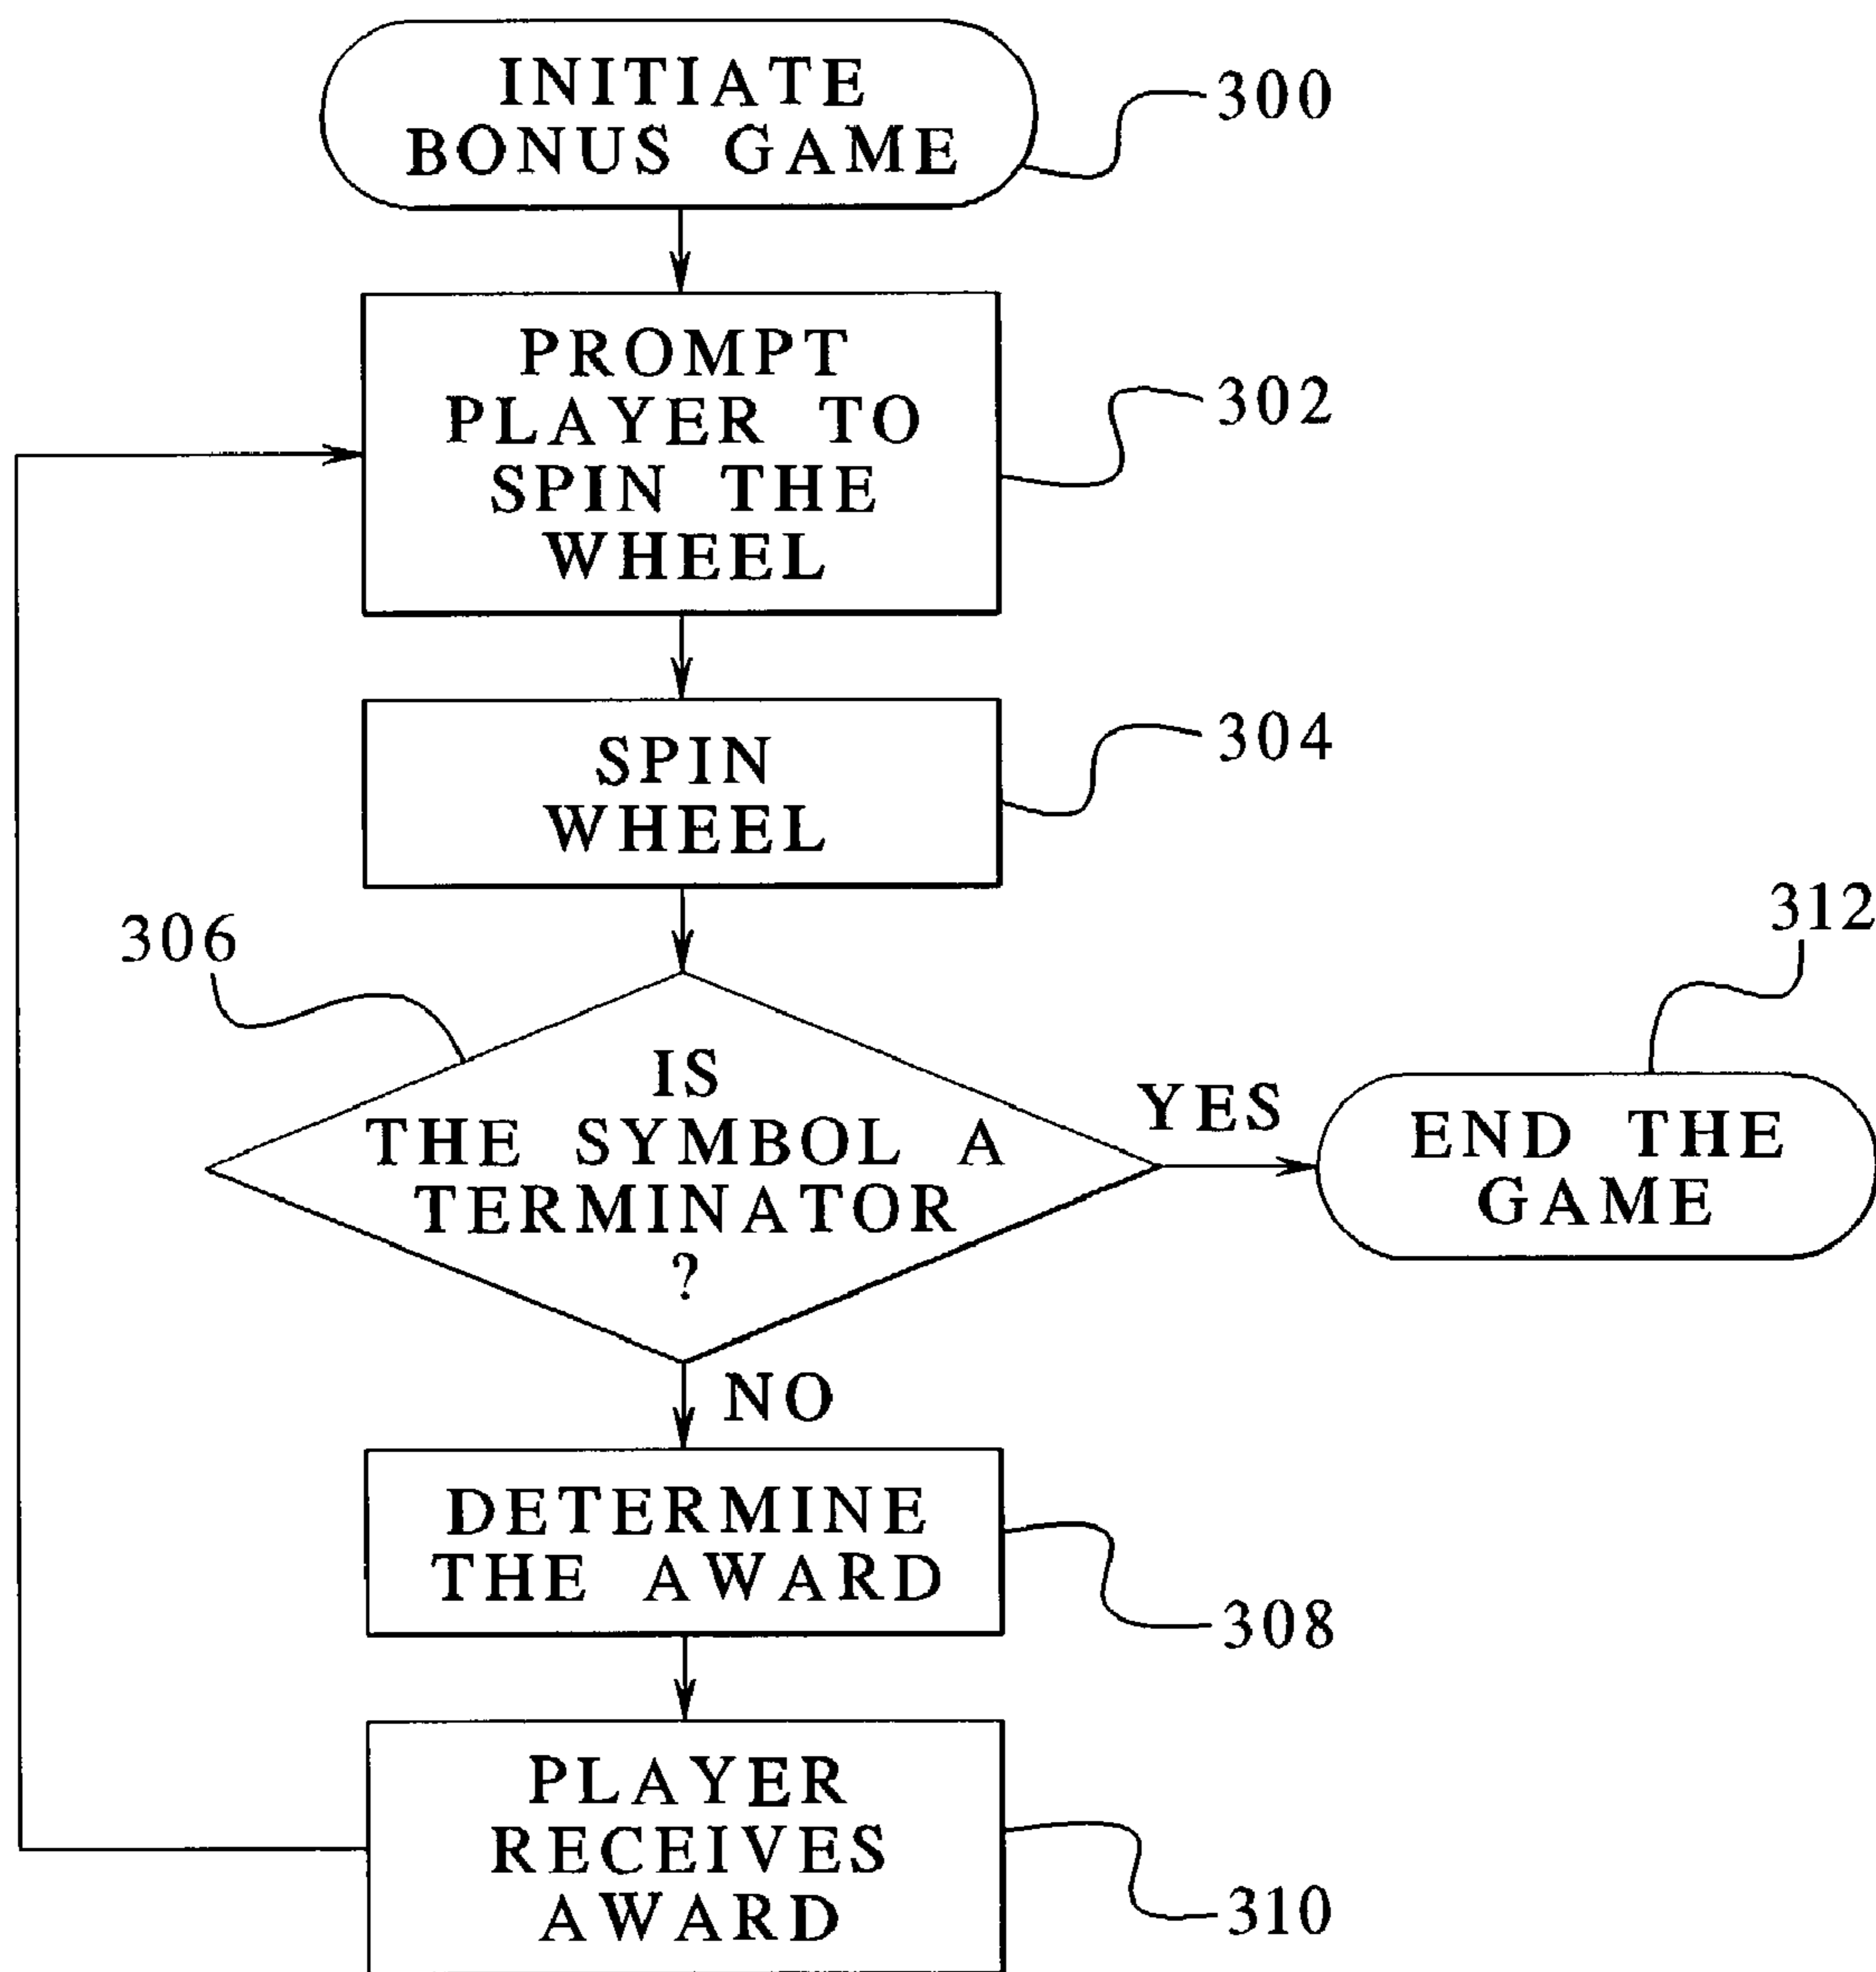 INITIATE
BONUS GAME
300
PROMPT
PLAYER TO
SPIN THE
WHEEL
302
SPIN
WHEEL
304
306
IS
THE SYMBOL A
TERMINATOR
?
YES
312
END THE
GAME
NO
DETERMINE
THE AWARD
308
PLAYER
RECEIVES
AWARD
310